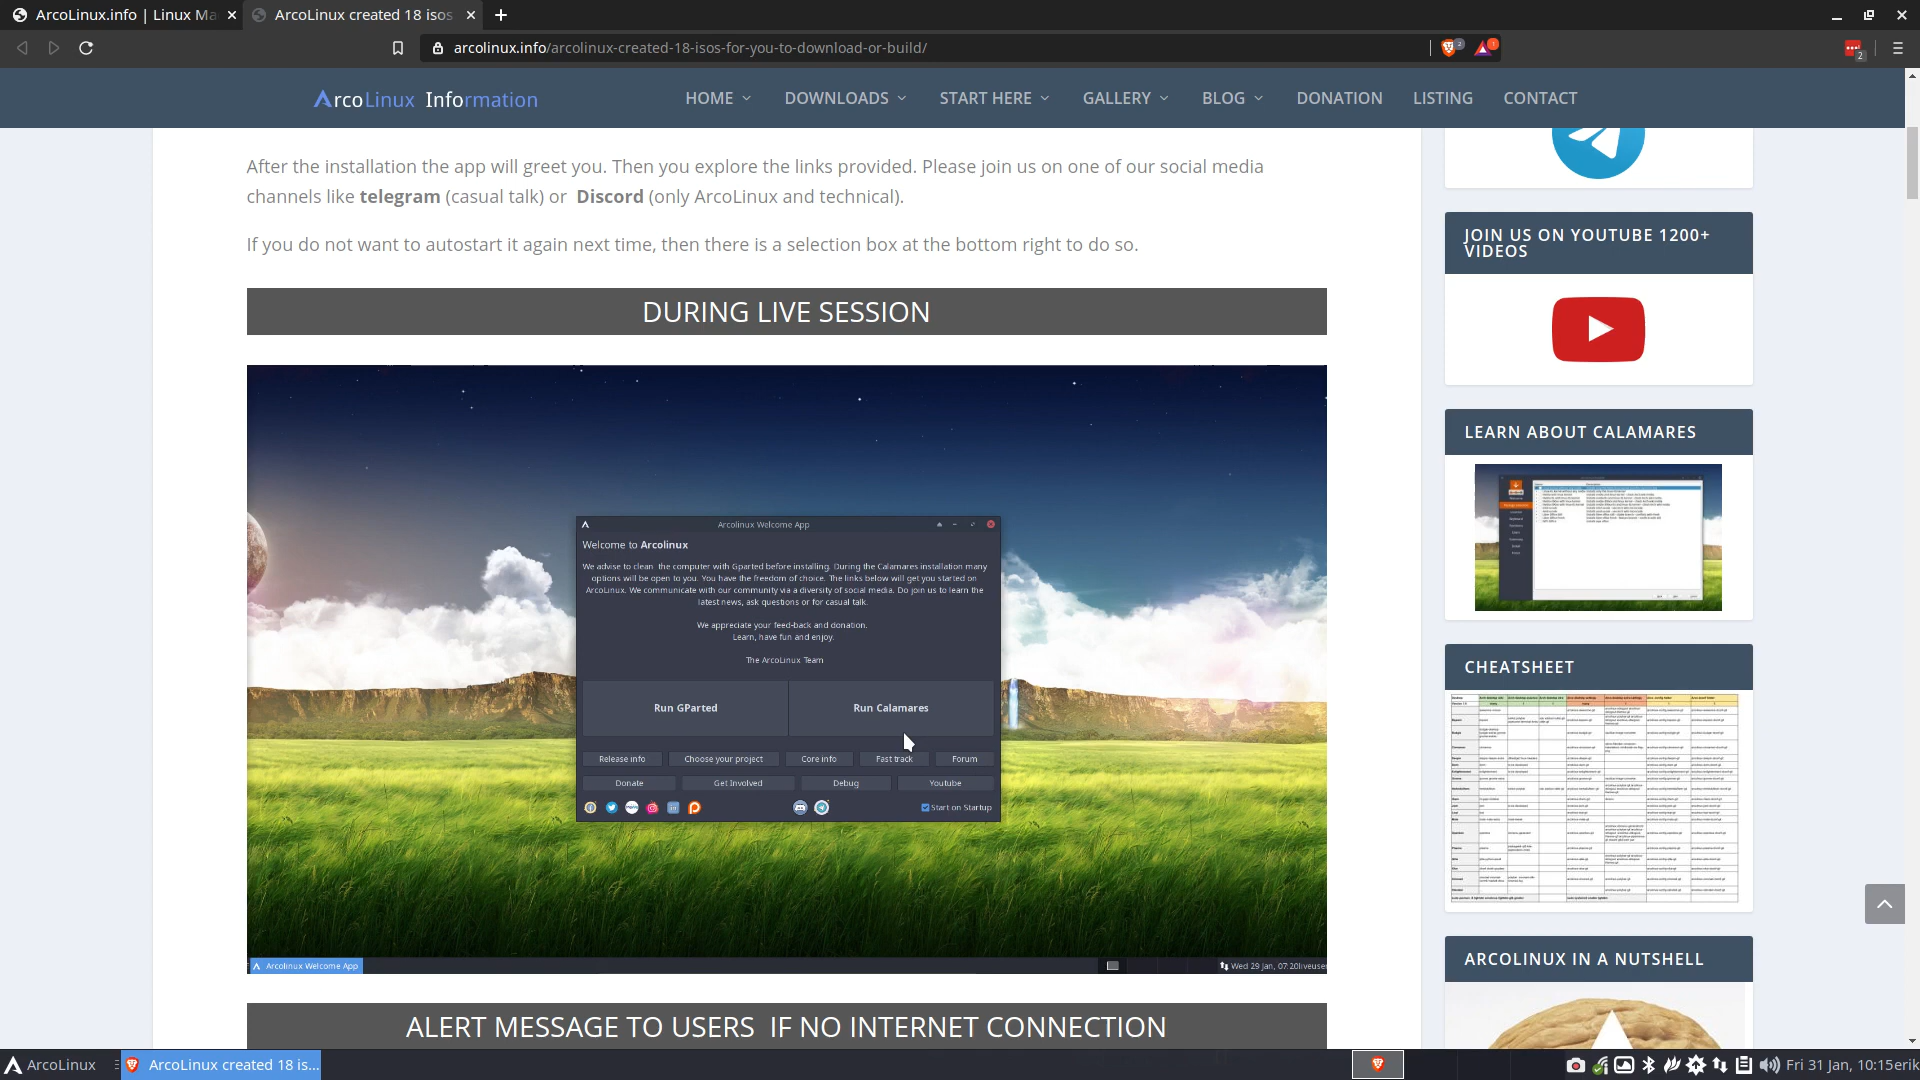 ArcoLinux.info | Linux Ma
ArcoLinux created 18 isos
arcolinux.info/arcolinux-created-18-isos-for-you-to-download-or-build/
2
1
2
ArcoLinux Information
HOME
DOWNLOADS
START HERE
GALLERY
BLOG
DONATION
LISTING
CONTACT
After the installation the app will greet you. Then you explore the links provided. Please join us on one of our social media
channels like telegram (casual talk) or Discord (only ArcoLinux and technical).
If you do not want to autostart it again next time, then there is a selection box at the bottom right to do so.
DURING LIVE SESSION
Arcolinux Welcome App
Welcome to Arcolinux
We advise to clean the computer with Gparted before installing. During the Calamares installation many
options will be open to you. You have the freedom of choice. The links below will get you started on
ArcoLinux. We communicate with our community via a diversity of social media. Do join us to learn the
latest news, ask questions or for casual talk.
We appreciate your feed-back and donation.
Learn, have fun and enjoy.
The ArcoLinux Team
Run GParted
Run Calamares
Release info
Choose your project
Core info
Fast track
Forum
Donate
Get Involved
Debug
Youtube
Start on Startup
Arcolinux Welcome App
Wed 29 Jan, 07:20liveuser
ALERT MESSAGE TO USERS IF NO INTERNET CONNECTION
JOIN US ON YOUTUBE 1200+
VIDEOS
LEARN ABOUT CALAMARES
CHEATSHEET
ARCOLINUX IN A NUTSHELL
ArcoLinux
ArcoLinux created 18 is...
Fri 31 Jan, 10:15erik